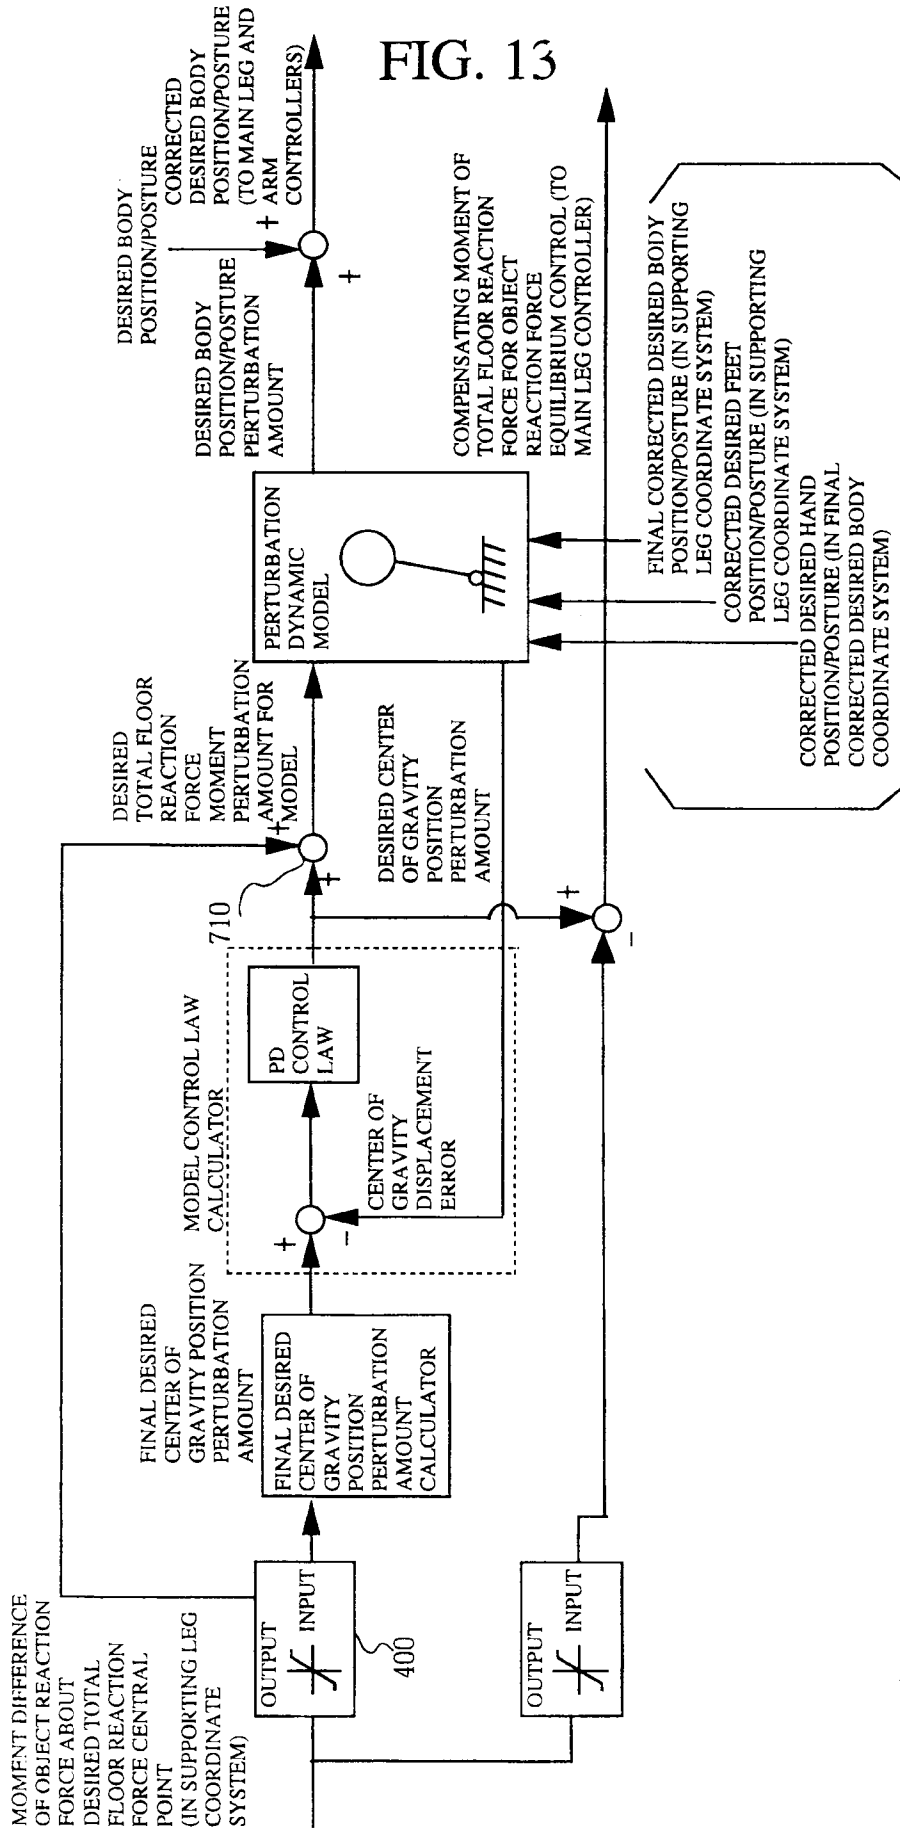 FIG. 13
MOMENT DIFFERENCE
OF OBJECT REACTION
FORCE ABOUT
DESIRED TOTAL
FLOOR REACTION
FORCE CENTRAL
POINT
(IN SUPPORTING LEG
COORDINATE
SYSTEM)
OUTPUT
INPUT
400
OUTPUT
INPUT
FINAL DESIRED
CENTER OF
GRAVITY POSITION
PERTURBATION
AMOUNT
FINAL DESIRED
CENTER OF
GRAVITY
POSITION
PERTURBATION
AMOUNT
CALCULATOR
MODEL CONTROL LAW
CALCULATOR
+
-
CENTER OF
GRAVITY
DISPLACEMENT
ERROR
PD
CONTROL
LAW
710
+
+
DESIRED
TOTAL FLOOR
REACTION
FORCE
MOMENT
PERTURBATION
AMOUNT FOR
MODEL
DESIRED CENTER
OF GRAVITY
POSITION
PERTURBATION
AMOUNT
+
-
PERTURBATION
DYNAMIC
MODEL
DESIRED BODY
POSITION/POSTURE
PERTURBATION
AMOUNT
DESIRED BODY
POSITION/POSTURE
+
+
CORRECTED
DESIRED BODY
POSITION/POSTURE
(TO MAIN LEG AND
ARM
CONTROLLERS)
COMPENSATING MOMENT OF
TOTAL FLOOR REACTION
FORCE FOR OBJECT
REACTION FORCE
EQUILIBRIUM CONTROL (TO
MAIN LEG CONTROLLER)
FINAL CORRECTED DESIRED BODY
POSITION/POSTURE (IN SUPPORTING
LEG COORDINATE SYSTEM)
CORRECTED DESIRED FEET
POSITION/POSTURE (IN SUPPORTING
LEG COORDINATE SYSTEM)
CORRECTED DESIRED HAND
POSITION/POSTURE (IN FINAL
CORRECTED DESIRED BODY
COORDINATE SYSTEM)